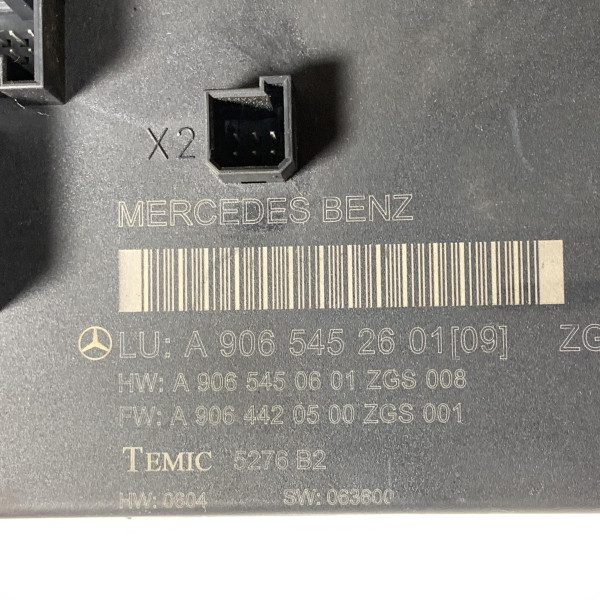 X2
MERCEDES BENZ
LU: A 906 545 26 01[09] ZG
HW: A 906 545 06 01 ZGS 008
FW: A 906 442 05 00 ZGS 001
TEMIC 5276 B2
HW: 0604 SW: 063600